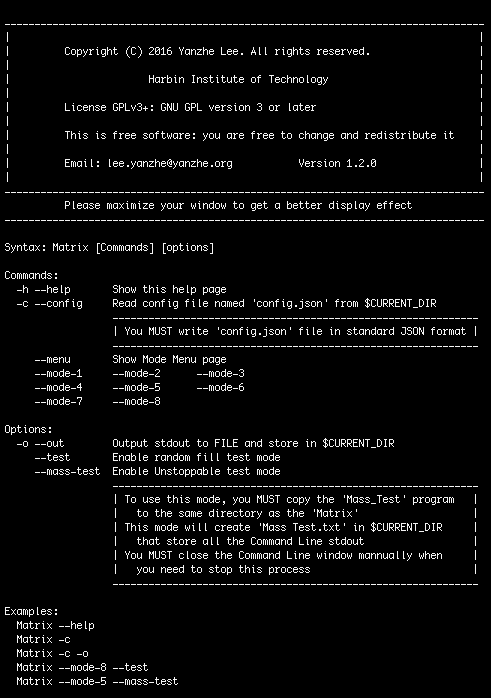 Copyright (C) 2016 Yanzhe Lee. All rights reserved.
Harbin Institute of Technology
License GPLv3+: GNU GPL version 3 or later
This is free software: you are free to change and redistribute it
Email: lee.yanzhe@yanzhe.org Version 1.2.0
Please maximize your window to get a better display effect
Syntax: Matrix [Commands] [options]
Commands:
-h --help Show this help page
-c --config Read config file named 'config.json' from $CURRENT_DIR
| You MUST write 'config.json' file in standard JSON format |
--menu Show Mode Menu page
--mode-1 --mode-2 --mode-3
--mode-4 --mode-5 --mode-6
--mode-7 --mode-8
Options:
-o --out Output stdout to FILE and store in $CURRENT_DIR
--test Enable random fill test mode
--mass-test Enable Unstoppable test mode
| To use this mode, you MUST copy the 'Mass_Test' program |
| to the same directory as the 'Matrix' |
| This mode will create 'Mass Test.txt' in $CURRENT_DIR |
| that store all the Command Line stdout |
| You MUST close the Command Line window mannually when |
| you need to stop this process |
Examples:
Matrix --help
Matrix -c
Matrix -c -o
Matrix --mode-8 --test
Matrix --mode-5 --mass-test